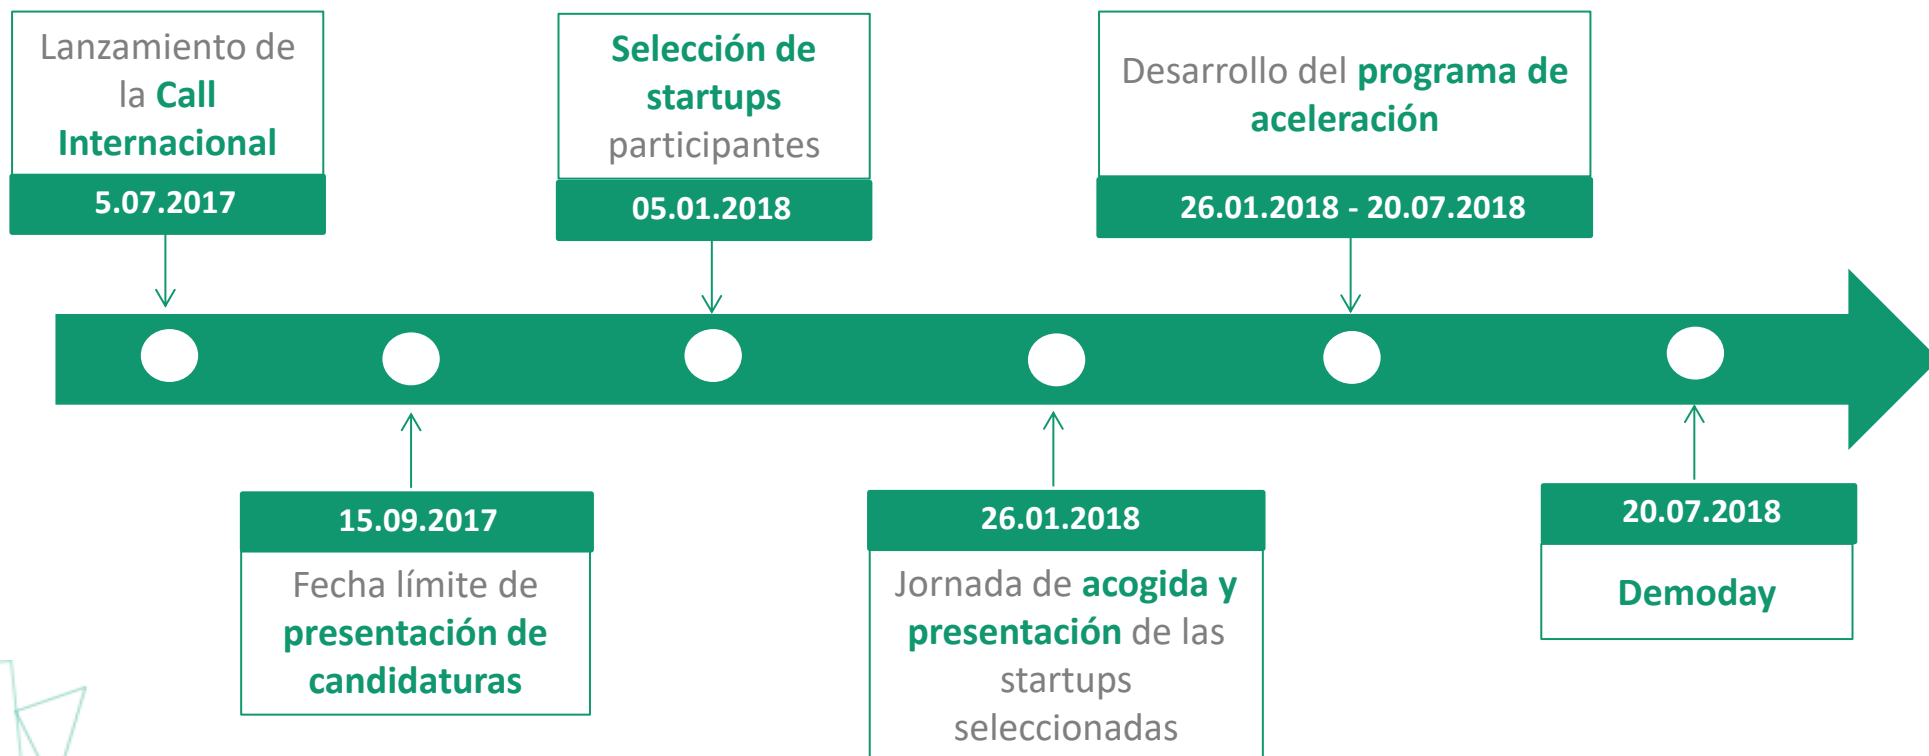 Lanzamiento de
la Call
Internacional
5.07.2017
15.09.2017
Fecha límite de
presentación de
candidaturas
Selección de
startups
participantes
05.01.2018
26.01.2018
Jornada de acogida y
presentación de las
startups
seleccionadas
Desarrollo del programa de
aceleración
26.01.2018 - 20.07.2018
20.07.2018
Demoday